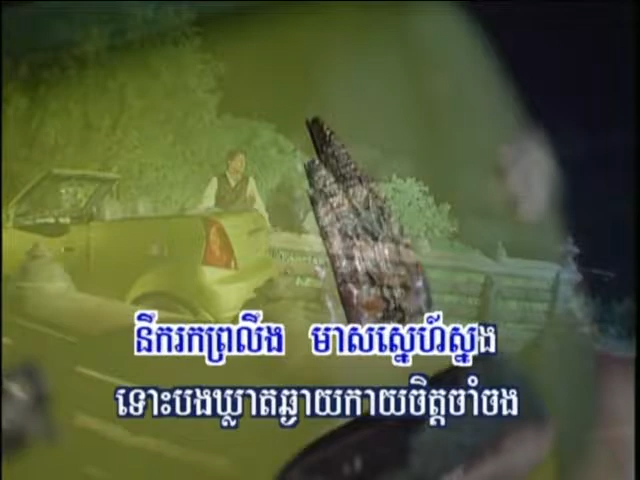 នឹករកព្រលឹង មាសស្នេហ៍ស្នង
ទោះបងឃ្លាតឆ្ងាយកាយចិត្តចាំចង